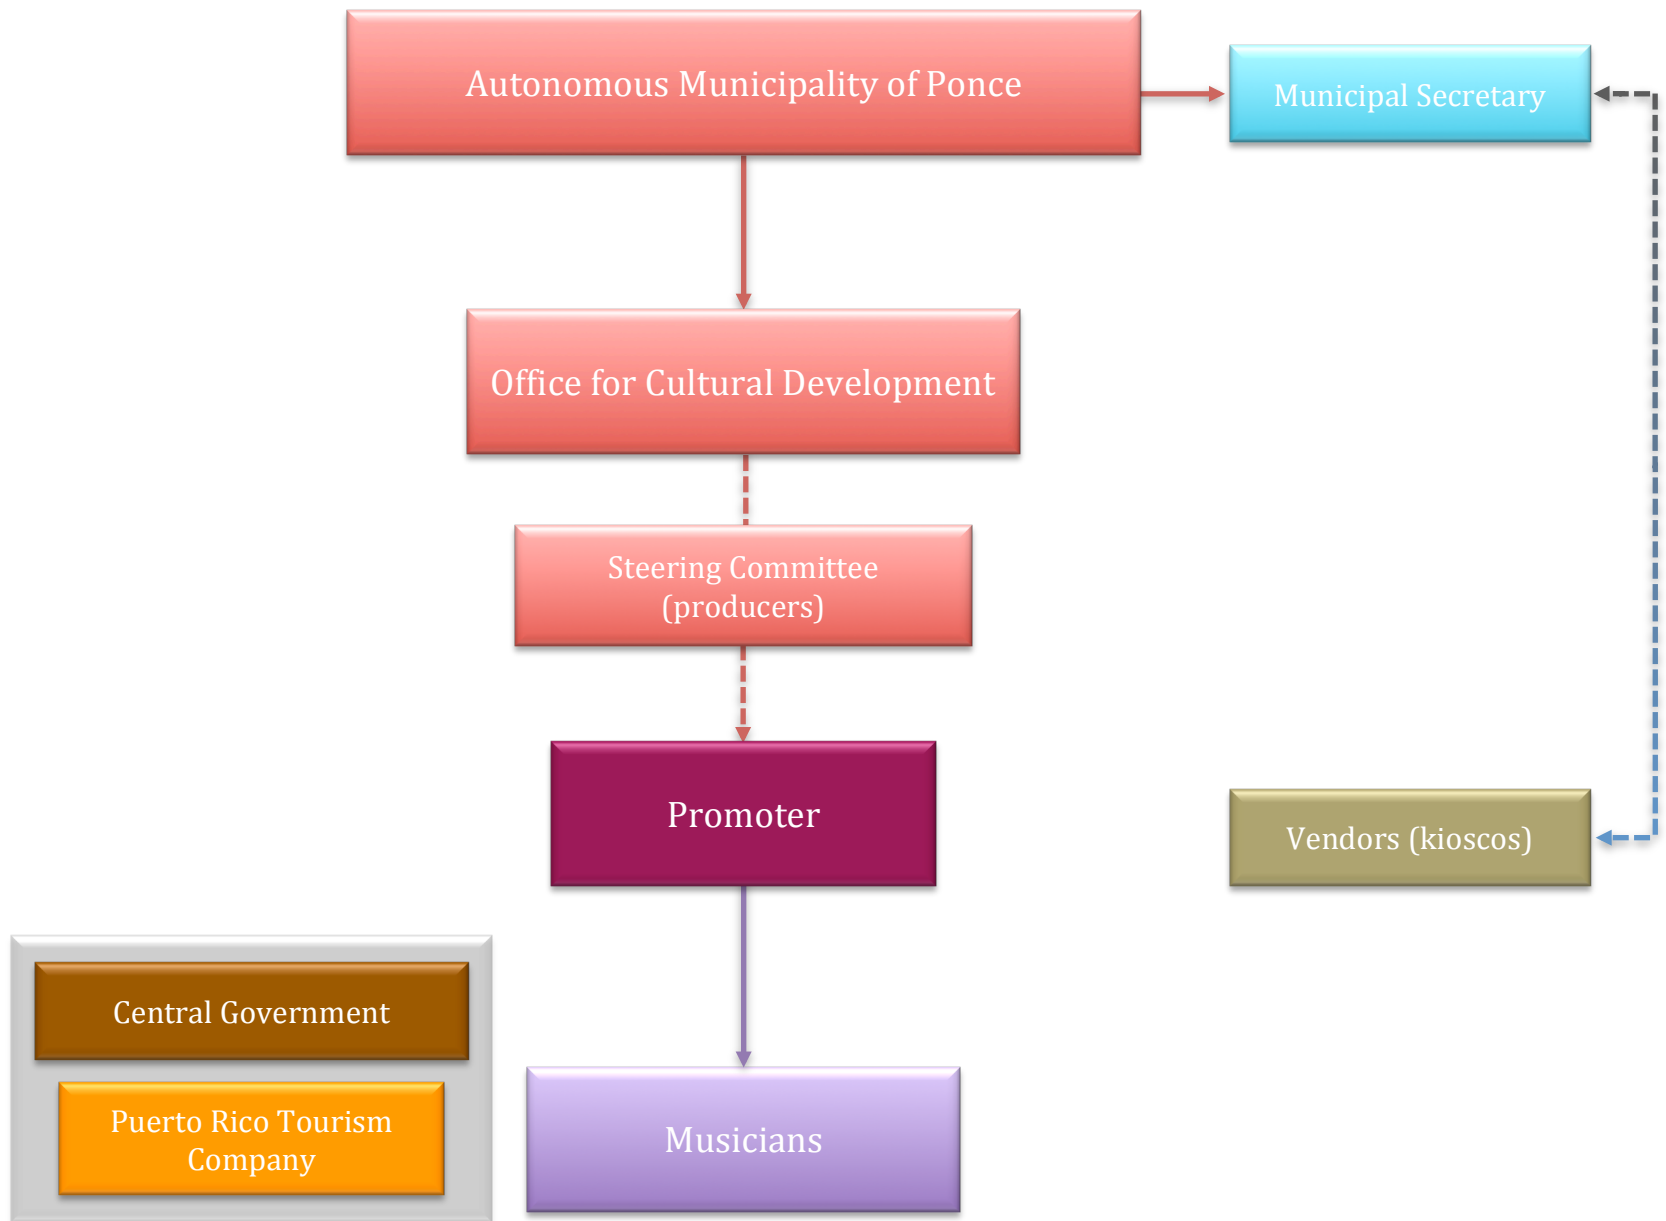 Autonomous Municipality of Ponce
Municipal Secretary
Office for Cultural Development
Steering Committee
(producers)
Promoter
Vendors (kioscos)
Central Government
Puerto Rico Tourism
Company
Musicians